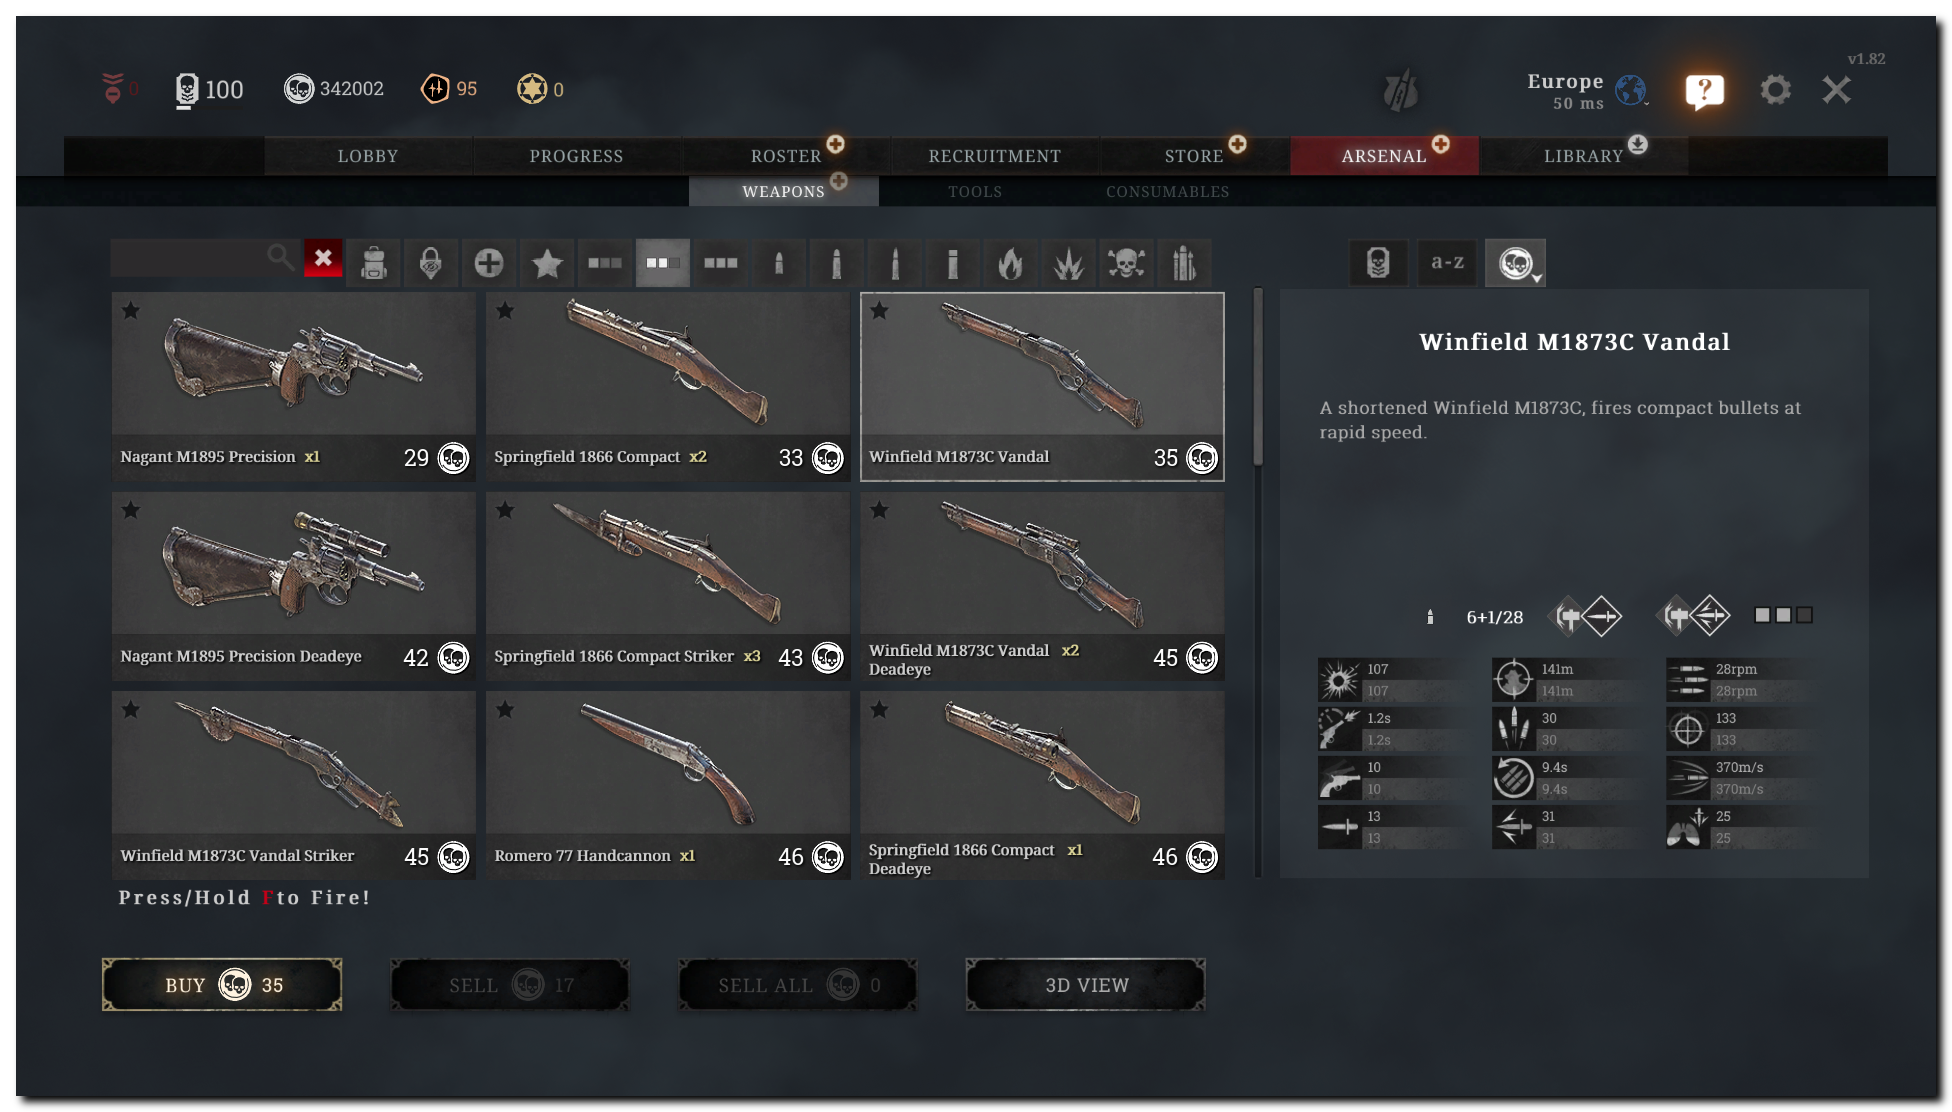 v1.82
0 100 342002 95 0 Europe
50 ms
?
LOBBY PROGRESS ROSTER RECRUITMENT STORE ARSENAL LIBRARY
WEAPONS TOOLS CONSUMABLES
a-z
Winfield M1873C Vandal
A shortened Winfield M1873C, fires compact bullets at
rapid speed.
Nagant M1895 Precision x1 29
Springfield 1866 Compact x2 33
Winfield M1873C Vandal 35
Nagant M1895 Precision Deadeye 42
Springfield 1866 Compact Striker x3 43
Winfield M1873C Vandal x2 45
Deadeye
Winfield M1873C Vandal Striker 45
Romero 77 Handcannon x1 46
Springfield 1866 Compact x1 46
Deadeye
6+1/28
107 141m 28rpm
107 141m 28rpm
1.2s 30 133
1.2s 30 133
10 9.4s 370m/s
10 9.4s 370m/s
13 31 25
13 31 25
Press/Hold F to Fire!
BUY 35 SELL 17 SELL ALL 0 3D VIEW